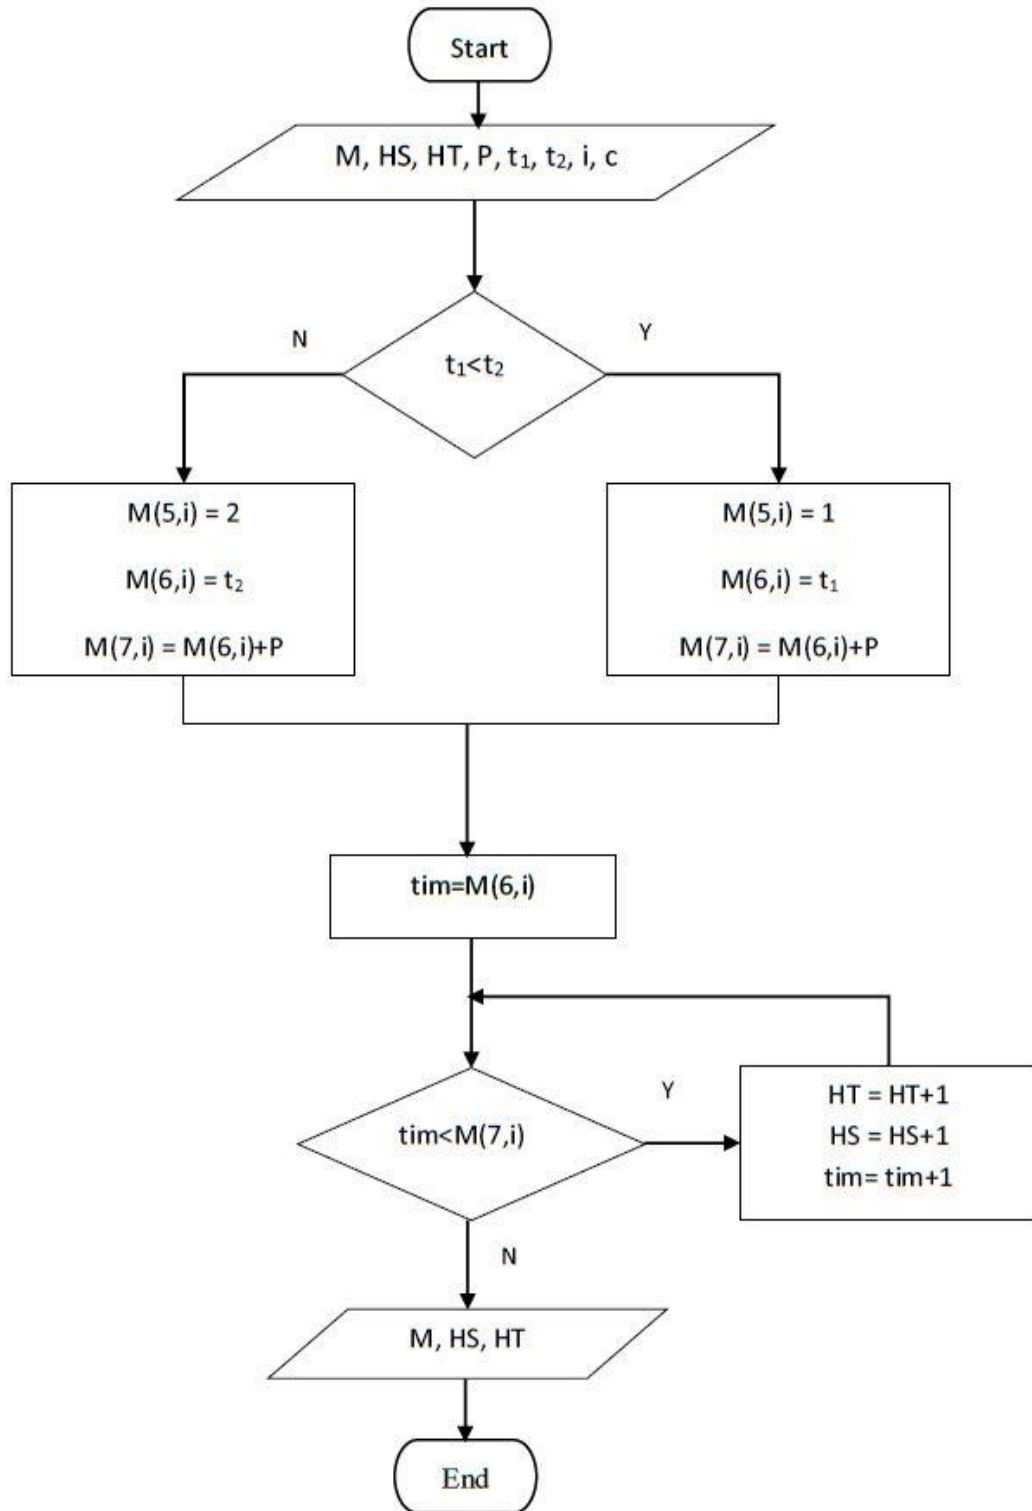 Start
M, HS, HT, P, t₁, t₂, i, c
N
Y
t₁<t₂
M(5,i) = 2
M(6,i) = t₂
M(7,i) = M(6,i)+P
M(5,i) = 1
M(6,i) = t₁
M(7,i) = M(6,i)+P
tim=M(6,i)
tim<M(7,i)
Y
HT = HT+1
HS = HS+1
tim= tim+1
N
M, HS, HT
End